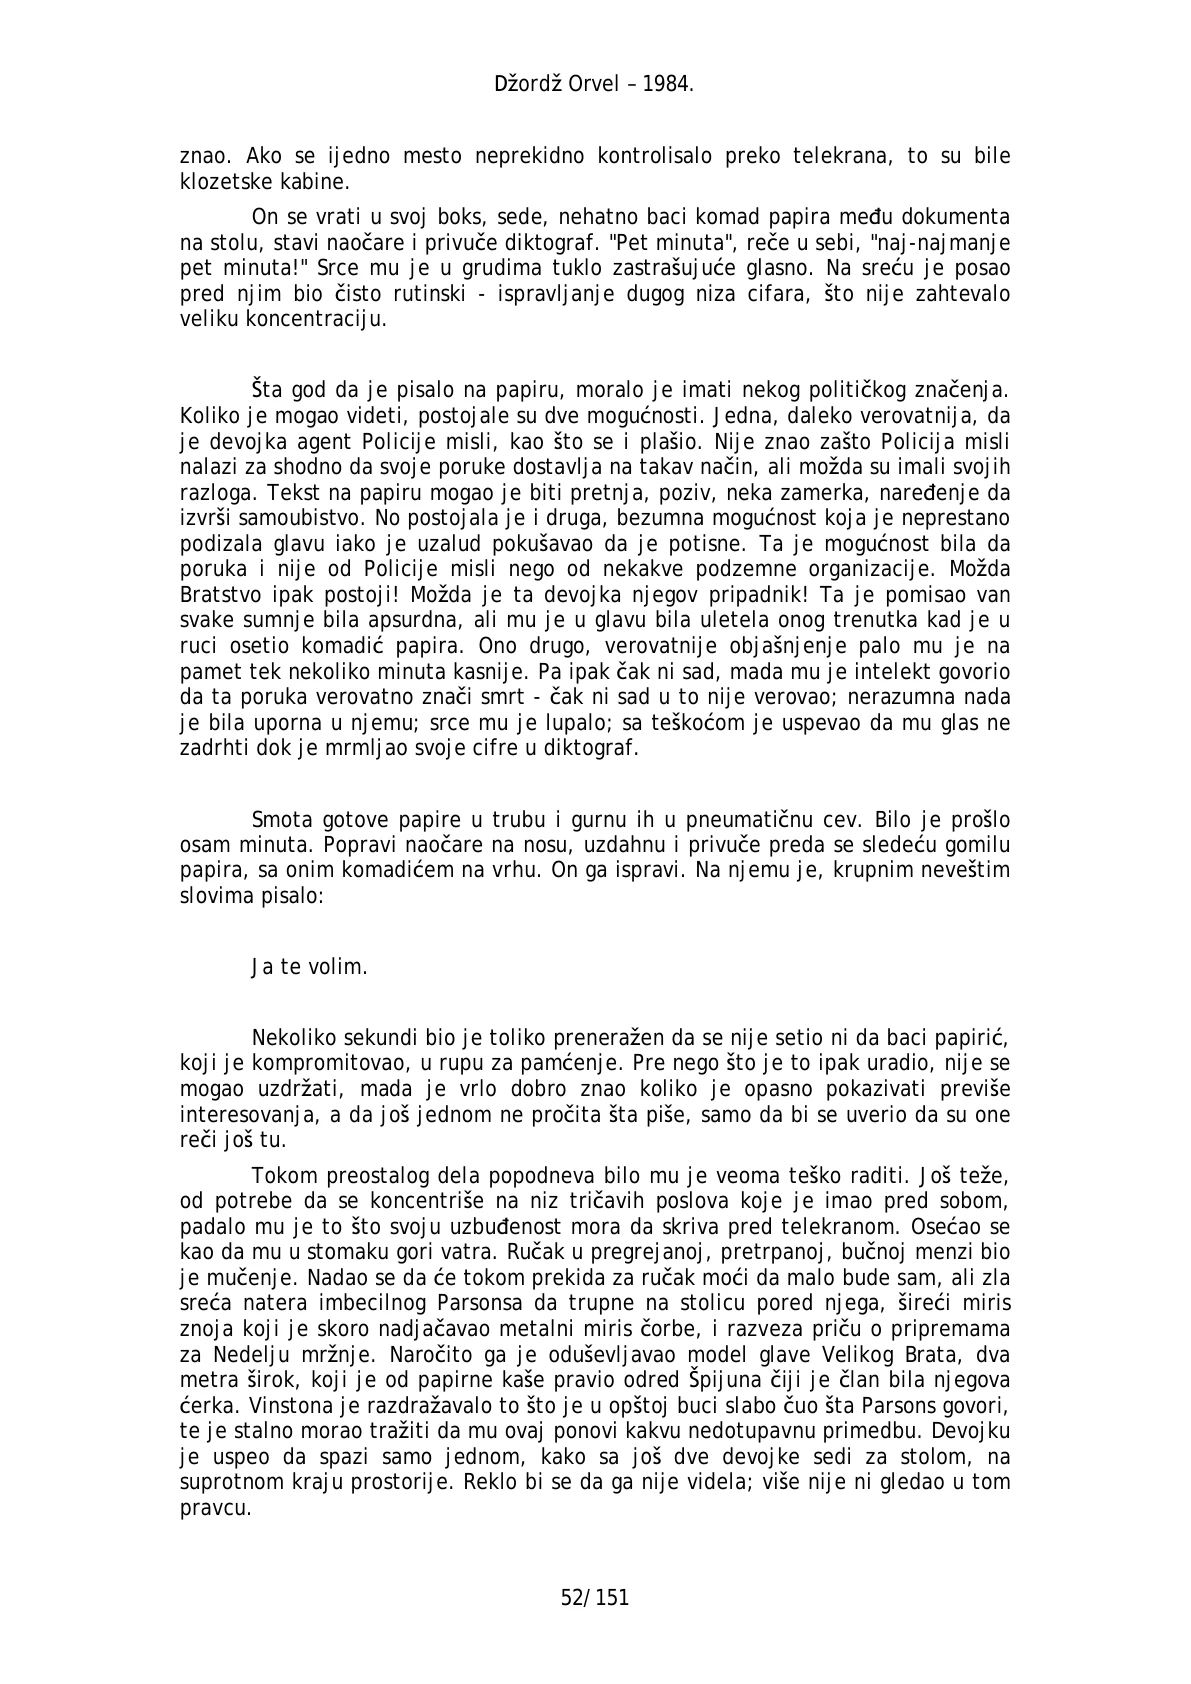 Džordž Orvel – 1984.
znao. Ako se ijedno mesto neprekidno kontrolisalo preko telekrana, to su bile
klozetske kabine.
On se vrati u svoj boks, sede, nehatno baci komad papira među dokumenta
na stolu, stavi naočare i privuče diktograf. "Pet minuta", reče u sebi, "naj-najmanje
pet minuta!" Srce mu je u grudima tuklo zastrašujuće glasno. Na sreću je posao
pred njim bio čisto rutinski - ispravljanje dugog niza cifara, što nije zahtevalo
veliku koncentraciju.
Šta god da je pisalo na papiru, moralo je imati nekog političkog značenja.
Koliko je mogao videti, postojale su dve mogućnosti. Jedna, daleko verovatnija, da
je devojka agent Policije misli, kao što se i plašio. Nije znao zašto Policija misli
nalazi za shodno da svoje poruke dostavlja na takav način, ali možda su imali svojih
razloga. Tekst na papiru mogao je biti pretnja, poziv, neka zamerka, naređenje da
izvrši samoubistvo. No postojala je i druga, bezumna mogućnost koja je neprestano
podizala glavu iako je uzalud pokušavao da je potisne. Ta je mogućnost bila da
poruka i nije od Policije misli nego od nekakve podzemne organizacije. Možda
Bratstvo ipak postoji! Možda je ta devojka njegov pripadnik! Ta je pomisao van
svake sumnje bila apsurdna, ali mu je u glavu bila uletela onog trenutka kad je u
ruci osetio komadić papira. Ono drugo, verovatnije objašnjenje palo mu je na
pamet tek nekoliko minuta kasnije. Pa ipak čak ni sad, mada mu je intelekt govorio
da ta poruka verovatno znači smrt - čak ni sad u to nije verovao; nerazumna nada
je bila uporna u njemu; srce mu je lupalo; sa teškoćom je uspevao da mu glas ne
zadrhti dok je mrmljao svoje cifre u diktograf.
Smota gotove papire u trubu i gurnu ih u pneumatičnu cev. Bilo je prošlo
osam minuta. Popravi naočare na nosu, uzdahnu i privuče preda se sledeću gomilu
papira, sa onim komadićem na vrhu. On ga ispravi. Na njemu je, krupnim neveštim
slovima pisalo:
Ja te volim.
Nekoliko sekundi bio je toliko preneražen da se nije setio ni da baci papirić,
koji je kompromitovao, u rupu za pamćenje. Pre nego što je to ipak uradio, nije se
mogao uzdržati, mada je vrlo dobro znao koliko je opasno pokazivati previše
interesovanja, a da još jednom ne pročita šta piše, samo da bi se uverio da su one
reči još tu.
Tokom preostalog dela popodneva bilo mu je veoma teško raditi. Još teže,
od potrebe da se koncentriše na niz tričavih poslova koje je imao pred sobom,
padalo mu je to što svoju uzbuđenost mora da skriva pred telekranom. Osećao se
kao da mu u stomaku gori vatra. Ručak u pregrejanoj, pretrpanoj, bučnoj menzi bio
je mučenje. Nadao se da će tokom prekida za ručak moći da malo bude sam, ali zla
sreća natera imbecilnog Parsonsa da trupne na stolicu pored njega, šireći miris
znoja koji je skoro nadjačavao metalni miris čorbe, i razveza priču o pripremama
za Nedelju mržnje. Naročito ga je oduševljavao model glave Velikog Brata, dva
metra širok, koji je od papirne kaše pravio odred Špijuna čiji je član bila njegova
ćerka. Vinstona je razdražavalo to što je u opštoj buci slabo čuo šta Parsons govori,
te je stalno morao tražiti da mu ovaj ponovi kakvu nedotupavnu primedbu. Devojku
je uspeo da spazi samo jednom, kako sa još dve devojke sedi za stolom, na
suprotnom kraju prostorije. Reklo bi se da ga nije videla; više nije ni gledao u tom
pravcu.
52/151